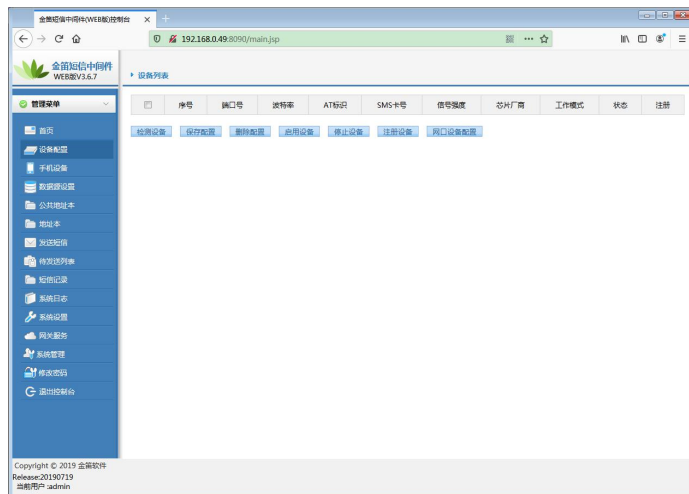 金笛短信中间件(WEB版)控制台
192.168.0.49:8090/main.jsp
金笛短信中间件
WEB版V3.6.7
设备列表
管理菜单
序号 端口号 波特率 AT标识 SMS卡号 信号强度 芯片厂商 工作模式 状态 注册
检测设备 保存配置 删除配置 启用设备 停止设备 注册设备 网口设备配置
首页
设备配置
手机设备
数据源设置
公共地址本
地址本
发送短信
待发送列表
短信记录
系统日志
系统设置
网关服务
系统管理
修改密码
退出控制台
Copyright © 2019 金笛软件
Release:20190719
当前用户 :admin